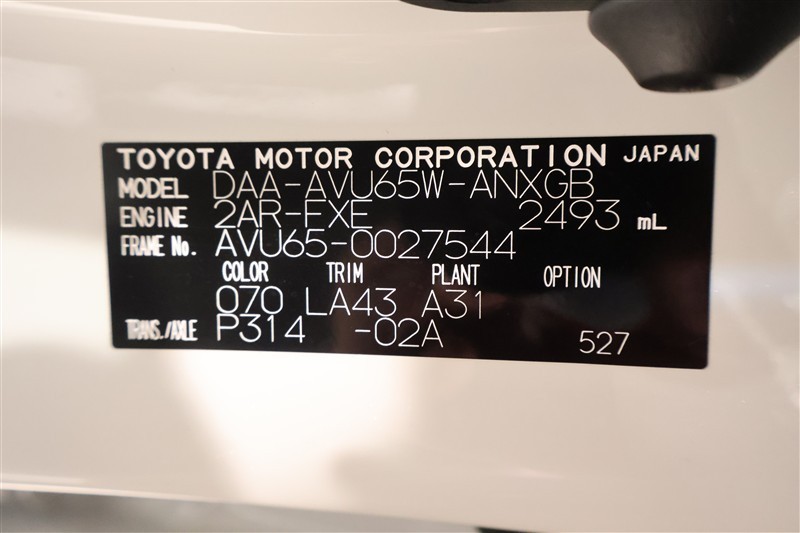 TOYOTA MOTOR CORPORATION JAPAN
MODEL DAA-AVU65W-ANXGB
ENGINE 2AR-FXE 2493 mL
FRAME No. AVU65-0027544
COLOR TRIM PLANT OPTION
070 LA43 A31
TRANS./AXLE P314 -02A 527